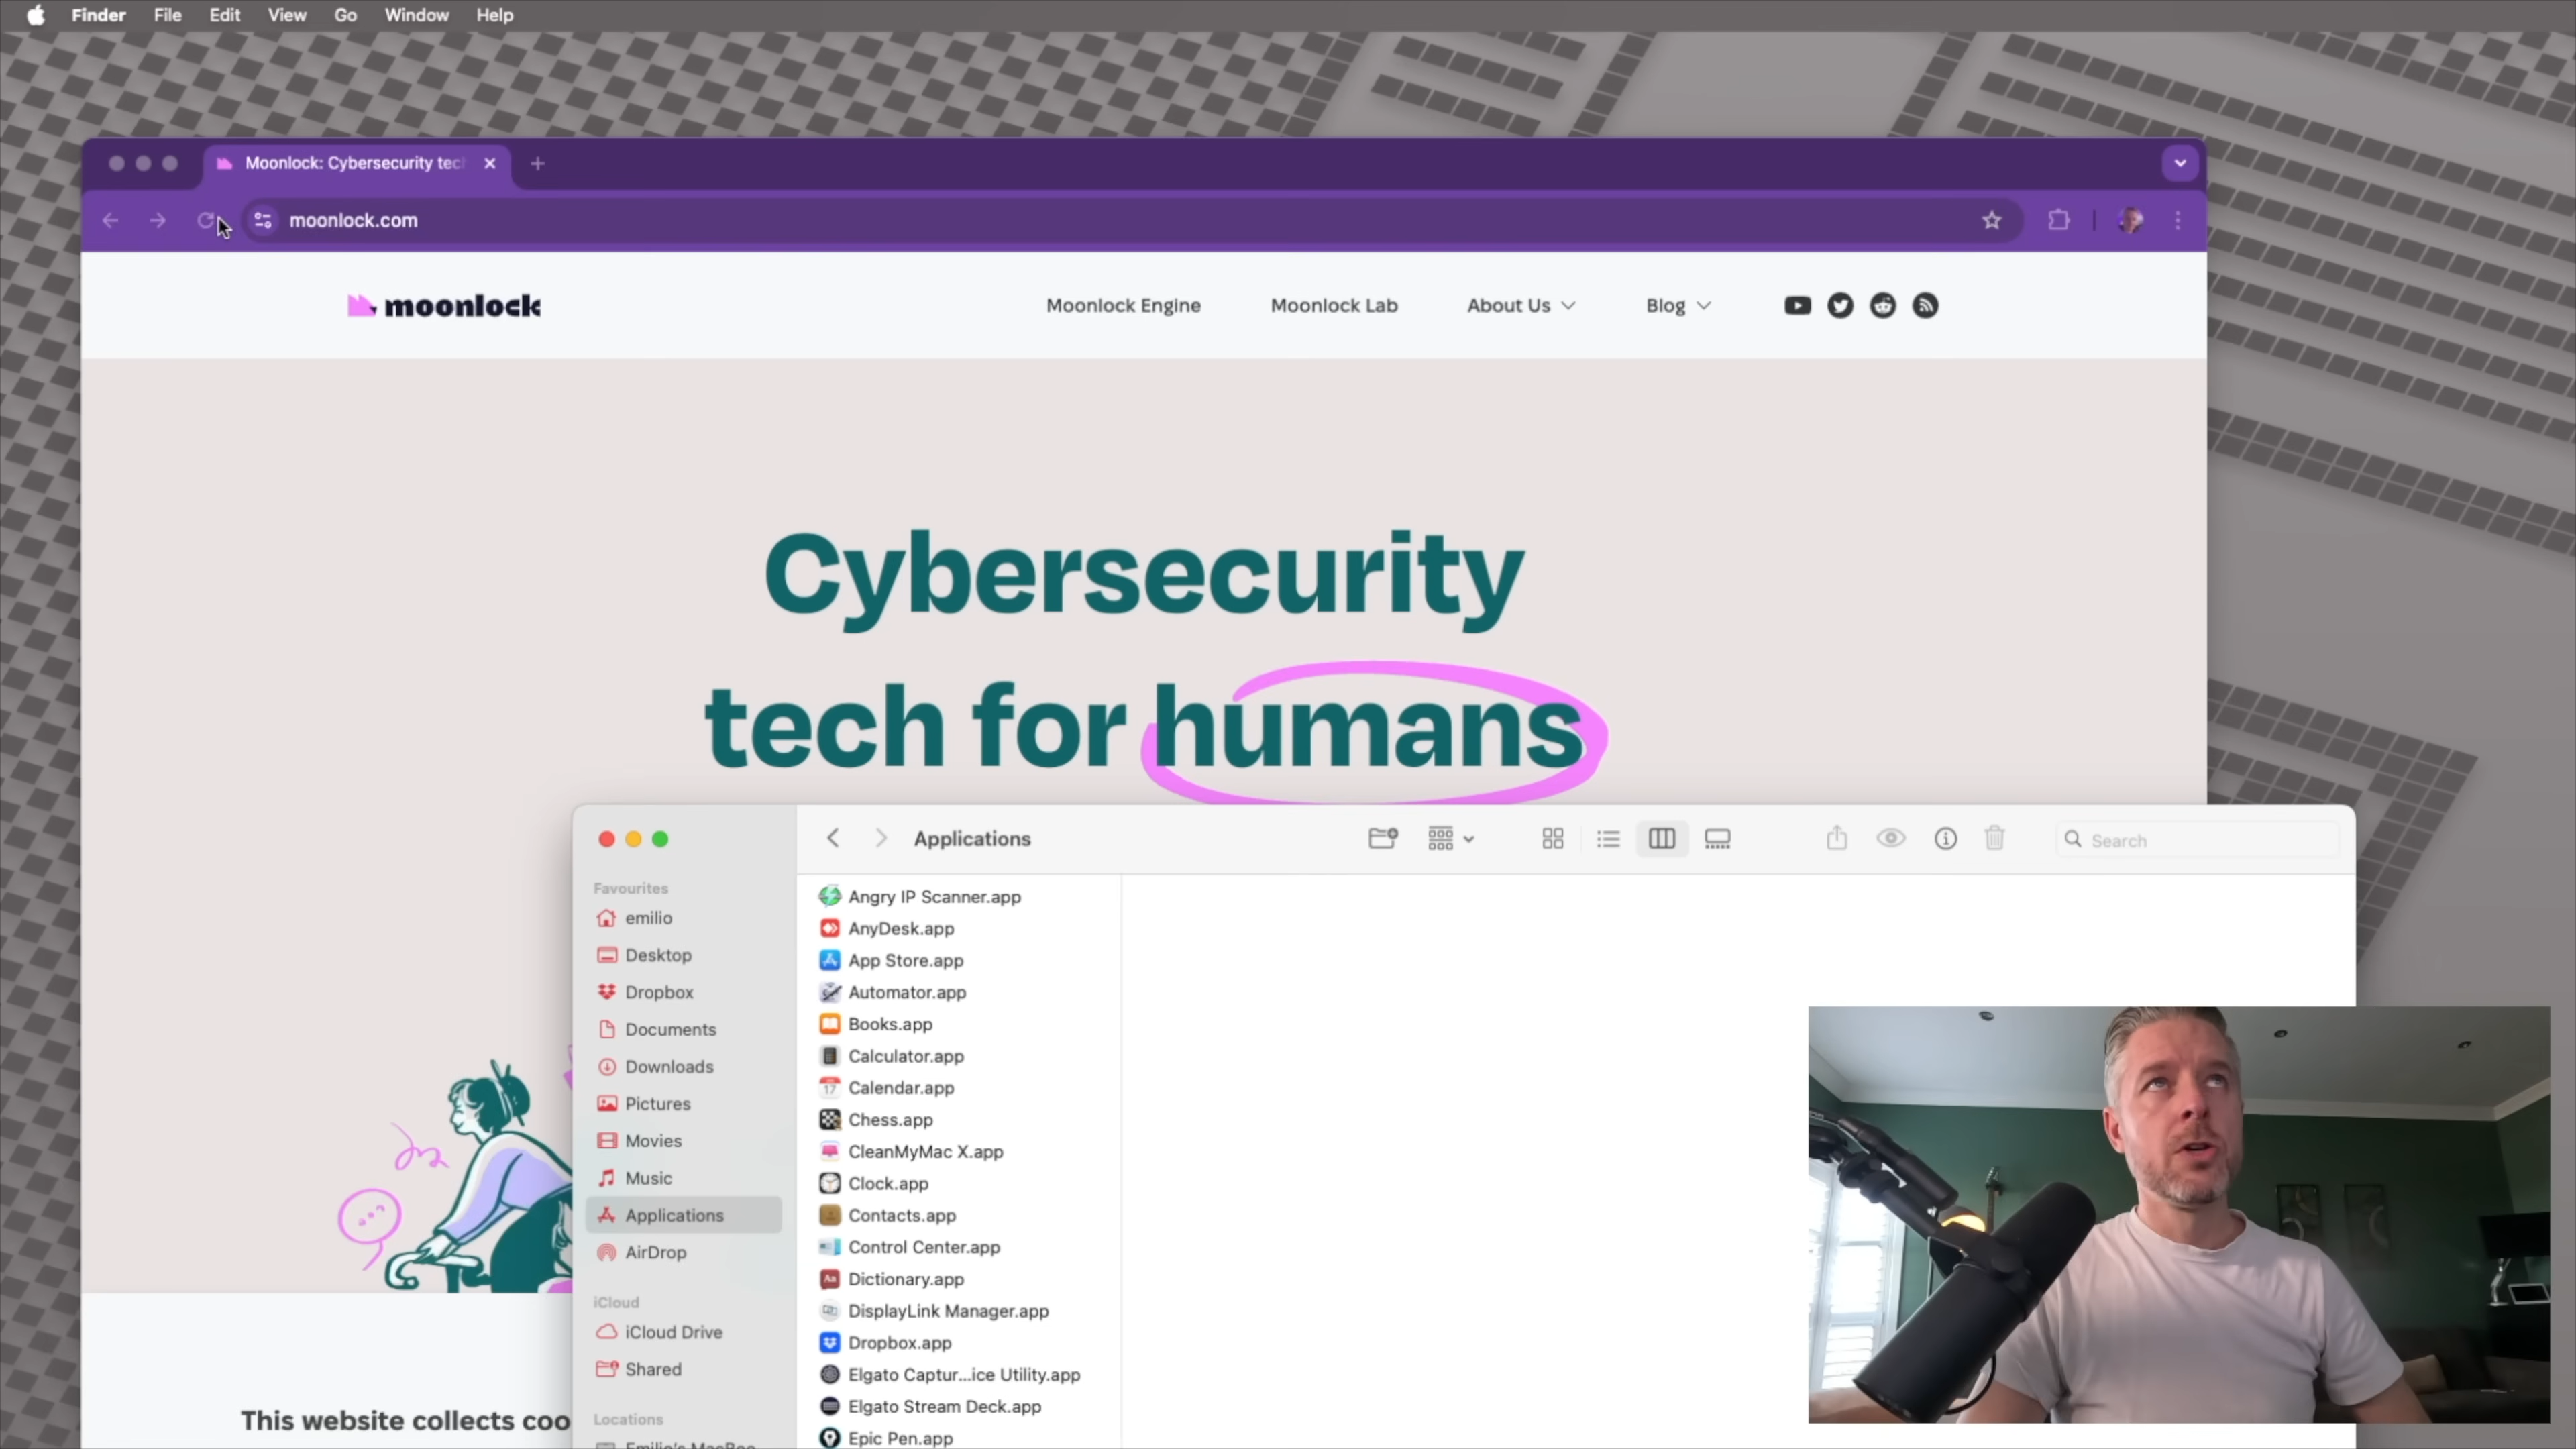 Finder File Edit View Go Window Help
Moonlock: Cybersecurity tec
moonlock.com
moonlock
Moonlock Engine Moonlock Lab About Us Blog
Cybersecurity
tech for humans
Applications
Search
Favourites
emilio
Desktop
Dropbox
Documents
Downloads
Pictures
Movies
Music
Applications
AirDrop
iCloud
iCloud Drive
Shared
Locations
Angry IP Scanner.app
AnyDesk.app
App Store.app
Automator.app
Books.app
Calculator.app
17
Calendar.app
Chess.app
CleanMyMac X.app
Clock.app
Contacts.app
Control Center.app
Aa
Dictionary.app
DisplayLink Manager.app
Dropbox.app
Elgato Captur...ice Utility.app
Elgato Stream Deck.app
Epic Pen.app
This website collects coo